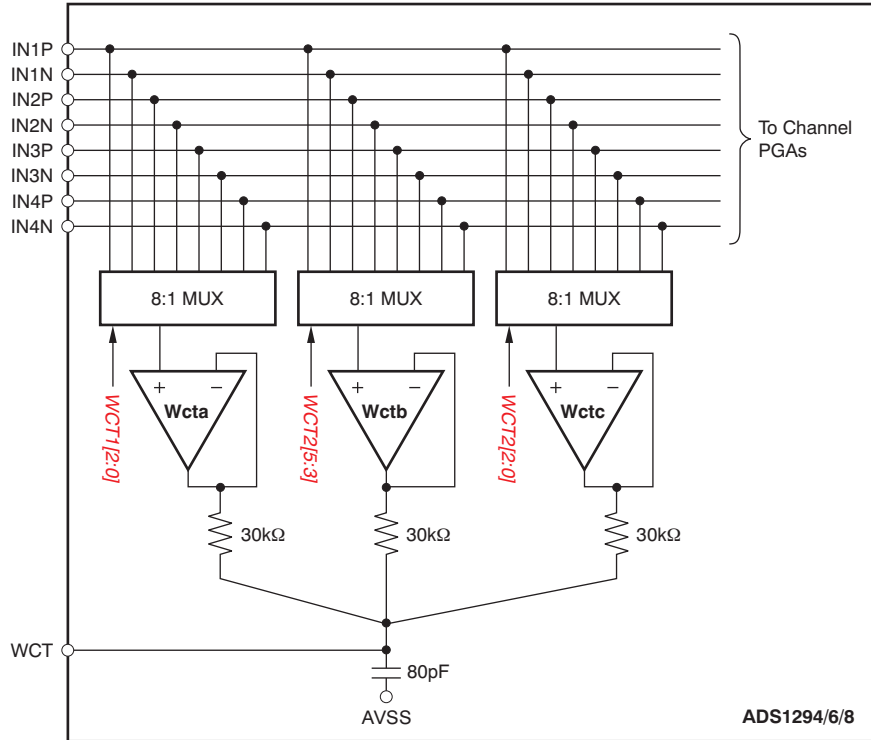 IN1P
IN1N
IN2P
IN2N
IN3P
IN3N
IN4P
IN4N
To Channel
PGAs
8:1 MUX
8:1 MUX
8:1 MUX
+ −
+ −
+ −
Wcta
Wctb
Wctc
WCT1[2:0]
WCT2[5:3]
WCT2[2:0]
30kΩ
30kΩ
30kΩ
WCT
80pF
AVSS
ADS1294/6/8